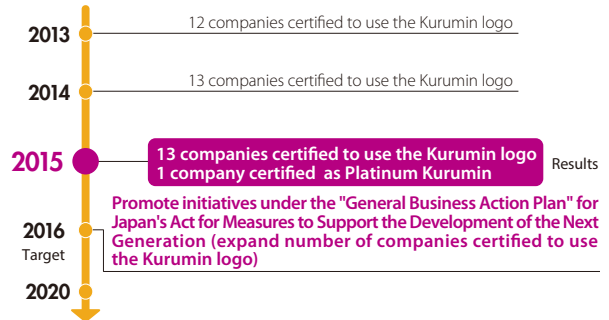 2013
12 companies certified to use the Kurumin logo
2014
13 companies certified to use the Kurumin logo
2015
13 companies certified to use the Kurumin logo
1 company certified as Platinum Kurumin
Results
2016
Target
Promote initiatives under the "General Business Action Plan" for
Japan's Act for Measures to Support the Development of the Next
Generation (expand number of companies certified to use
the Kurumin logo)
2020